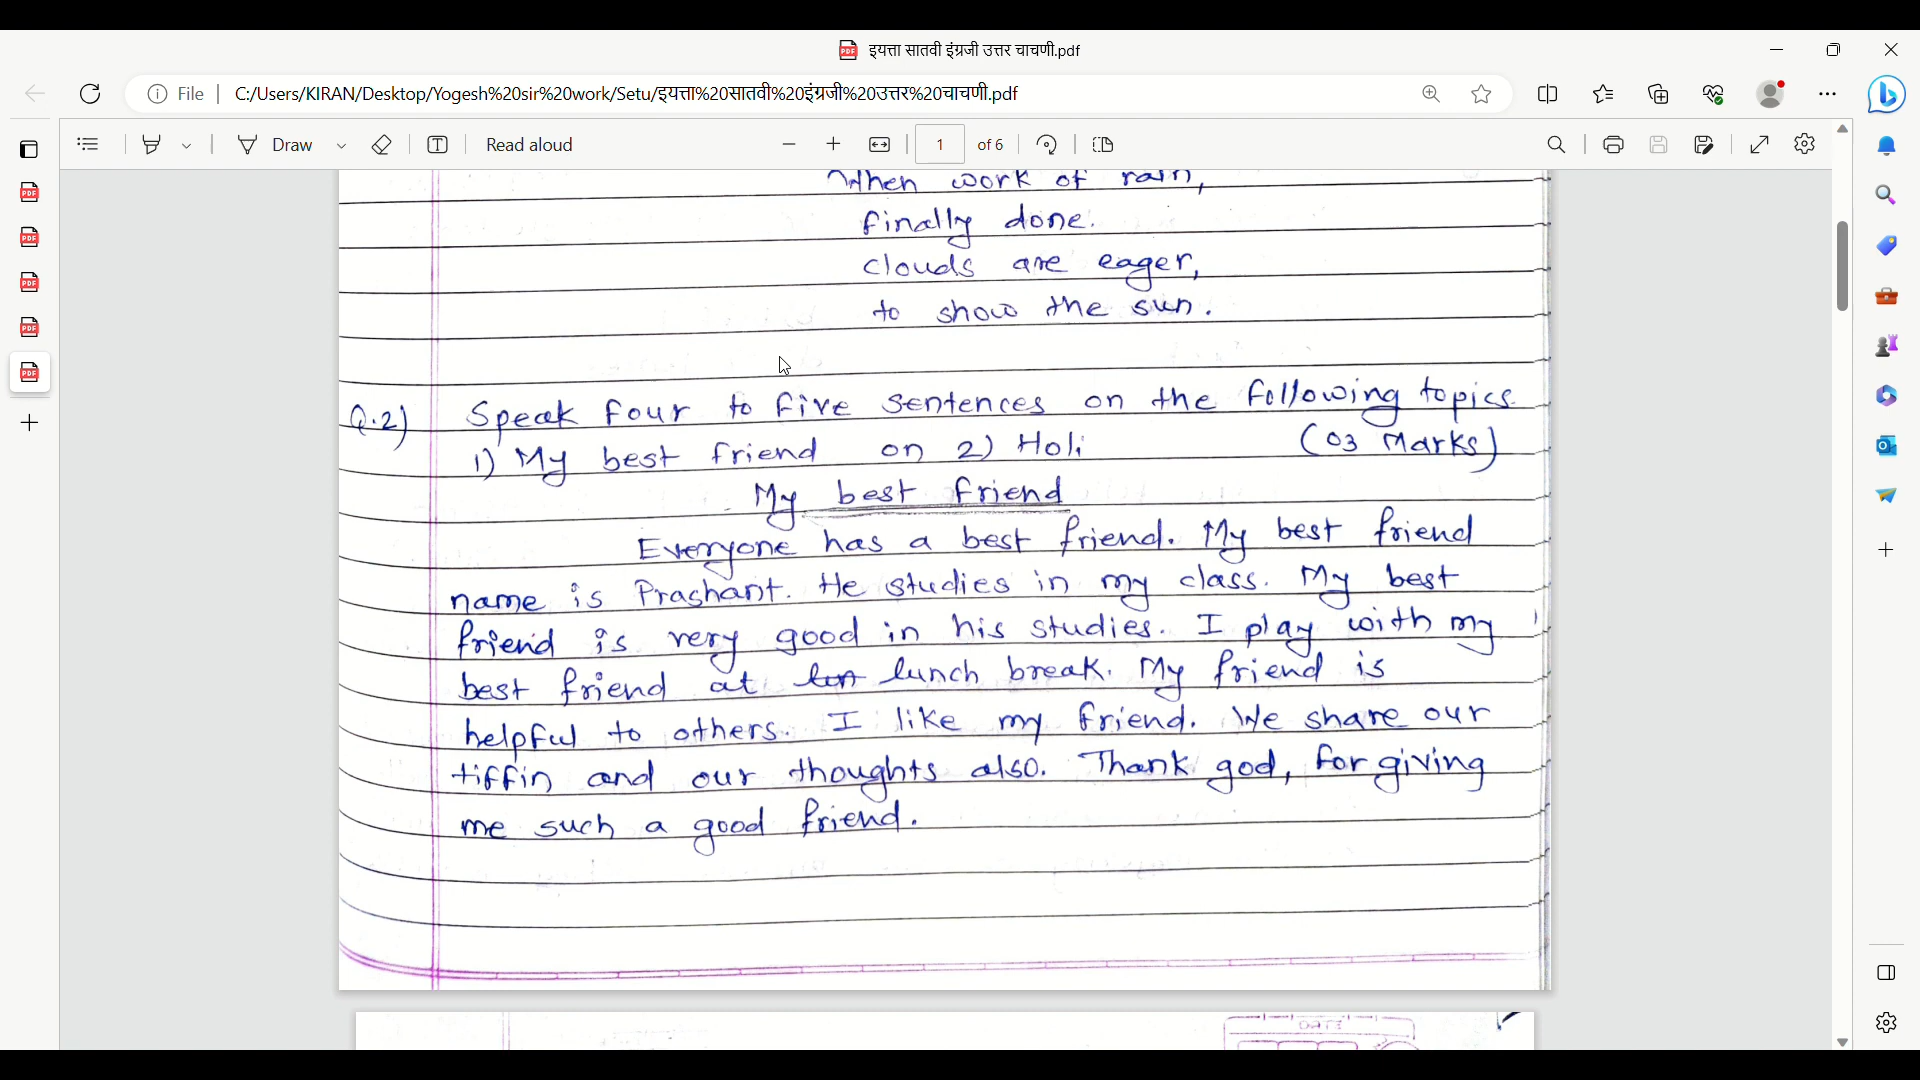 इयत्ता सातवी इंग्रजी उत्तर चाचणी.pdf
File | C:/Users/KIRAN/Desktop/Yogesh%20sir%20work/Setu/इयत्ता%20सातवी%20इंग्रजी%20उत्तर%20चाचणी.pdf
Draw Read aloud 1 of 6
When work of rain,
finally done.
clouds are eager,
to show the sun.
Q.2) Speak four to five sentences on the following topics
1) My best friend on 2) Holi (03 Marks)
My best friend
Everyone has a best friend. My best friend
name is Prashant. He studies in my class. My best
friend is very good in his studies. I play with my
best friend at lunch break. My friend is
helpful to others. I like my friend. We share our
tiffin and our thoughts also. Thank god, for giving
me such a good friend.
DATE